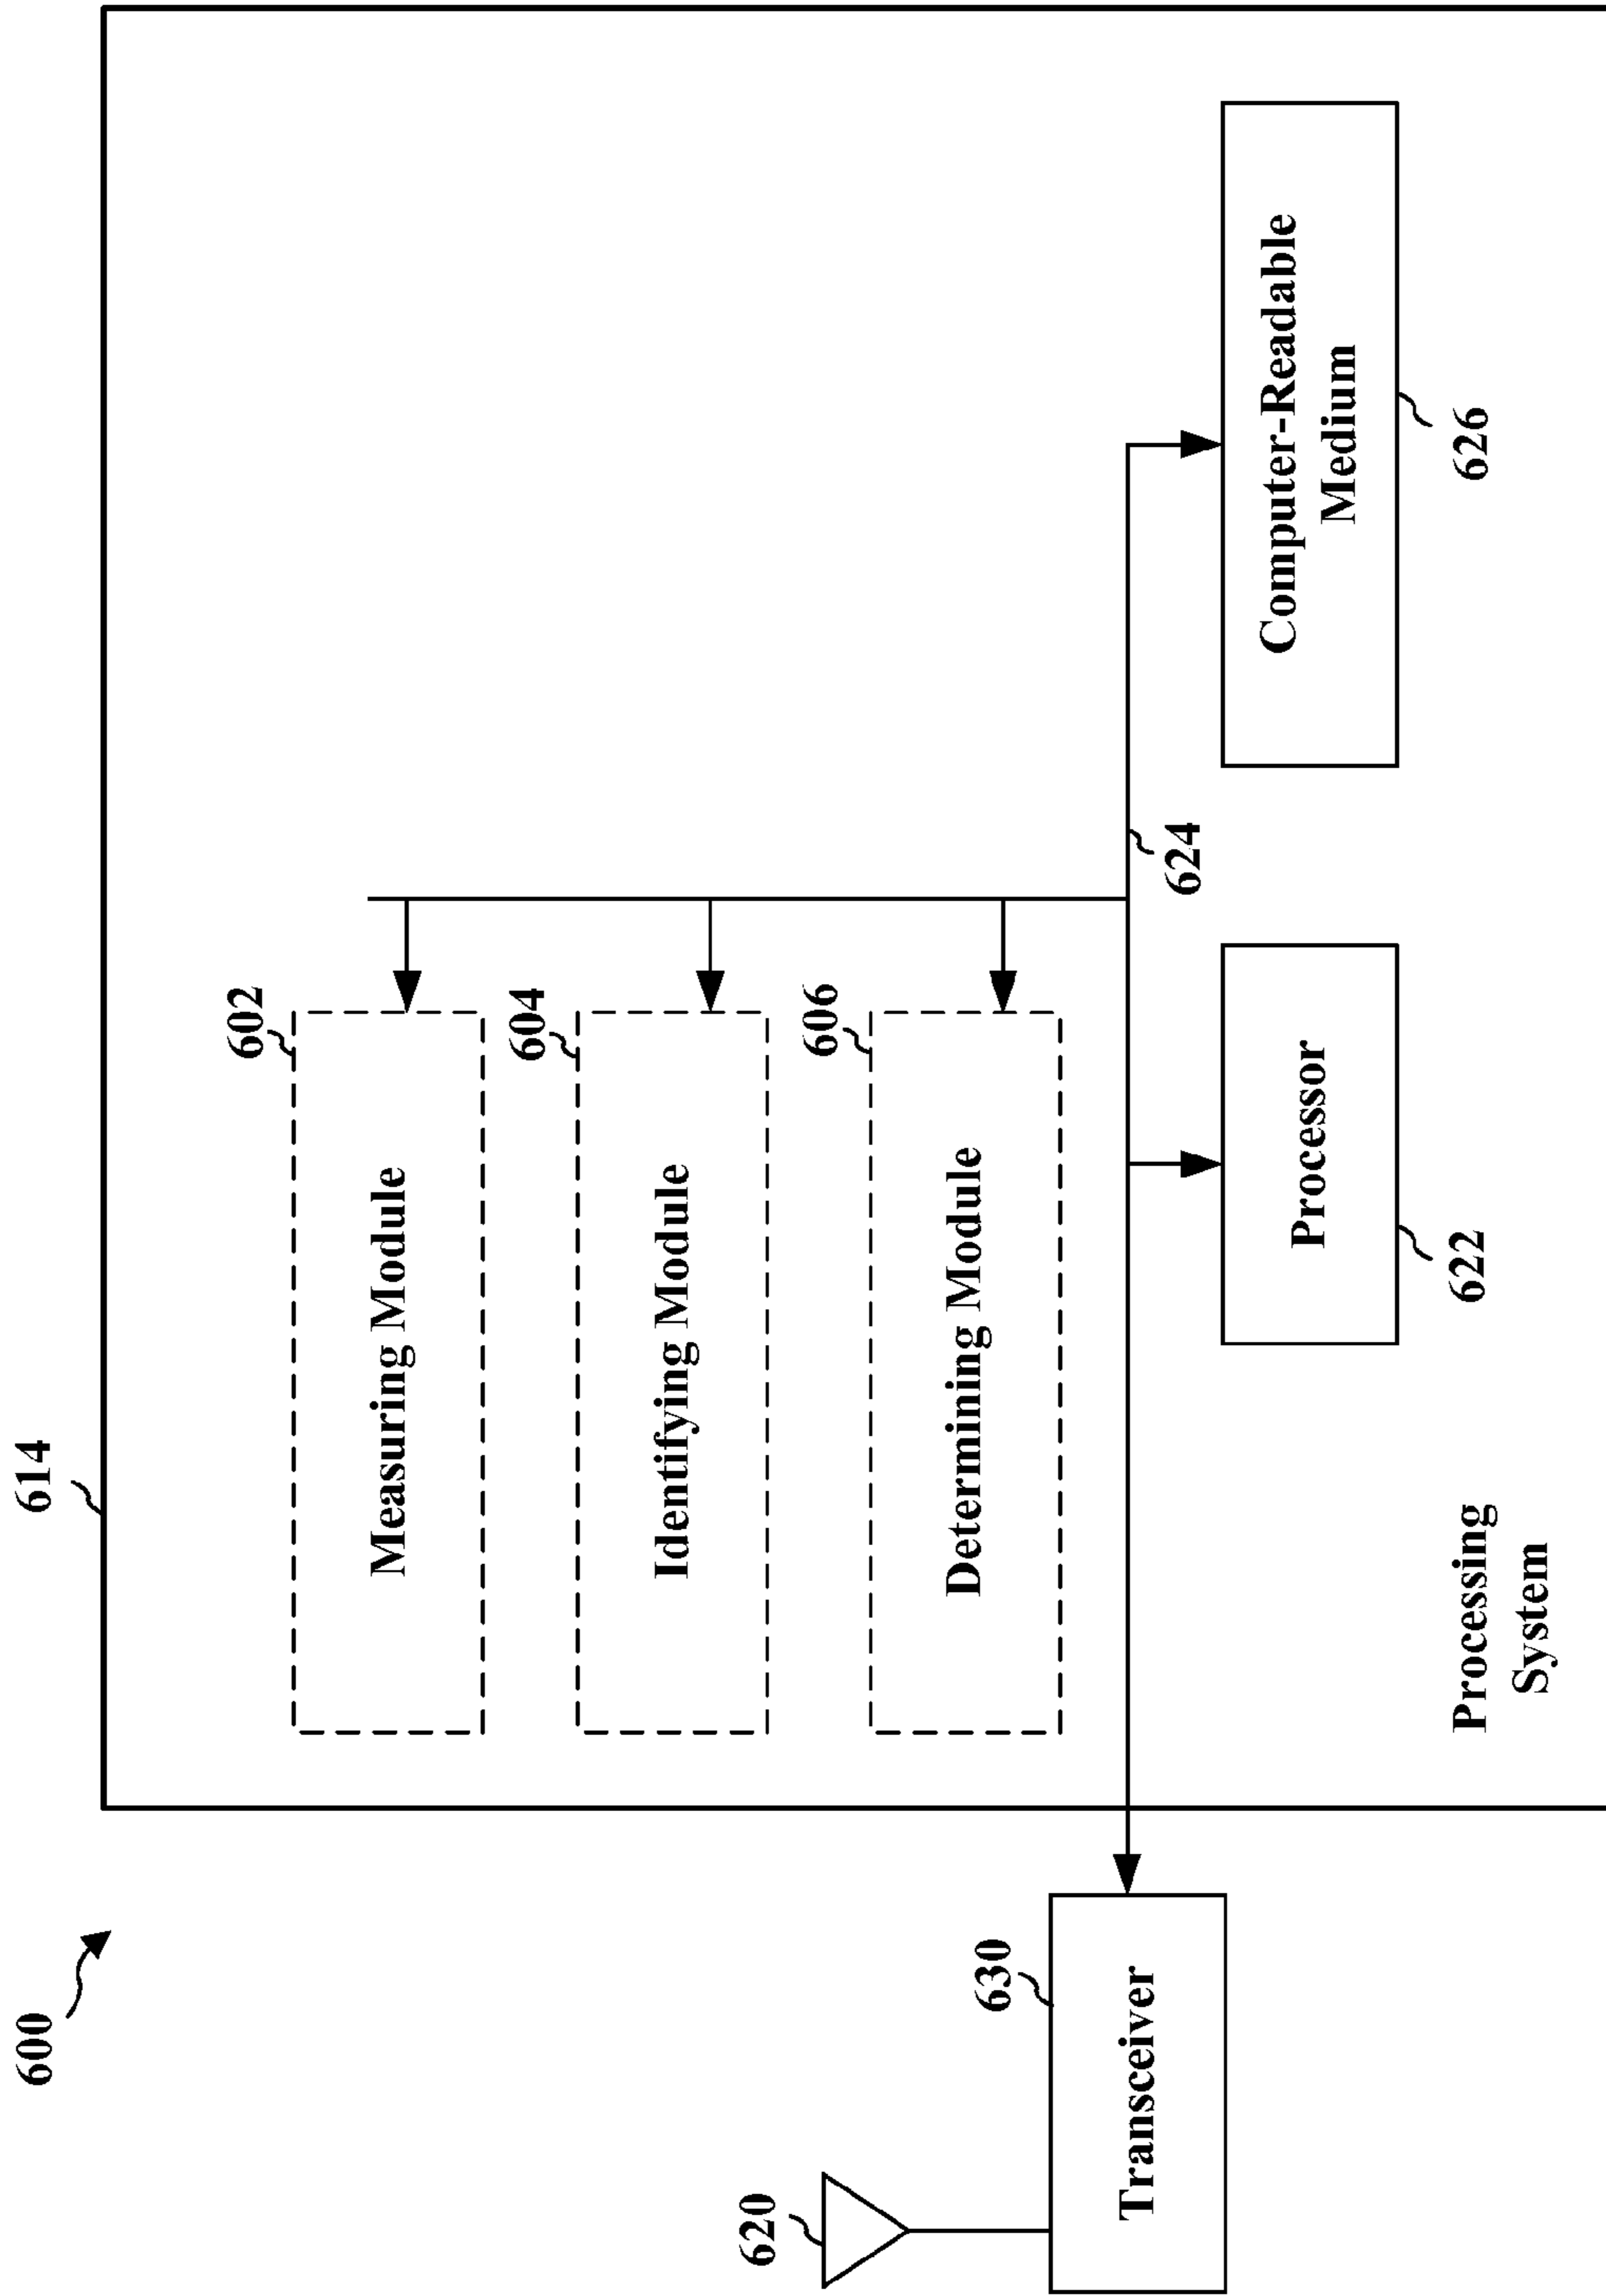 600
614
602
Measuring Module
604
Identifying Module
606
Determining Module
620
630
Transceiver
624
Processor
622
Computer-Readable
Medium
626
Processing
System